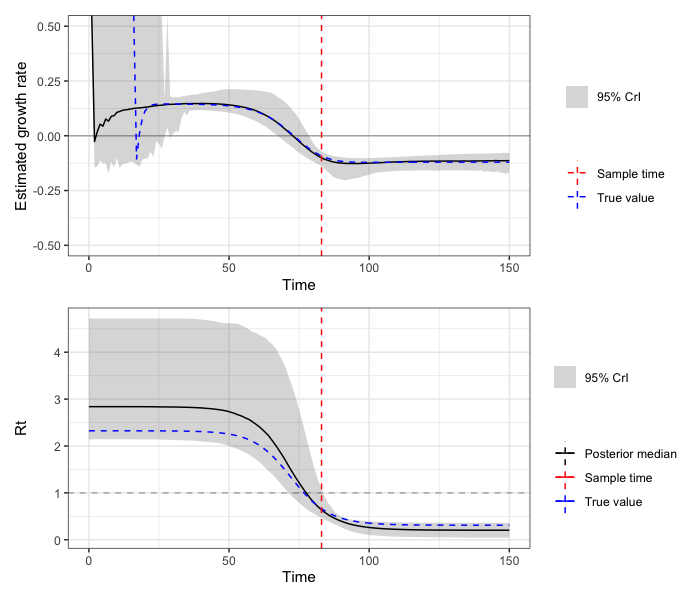 Estimated growth rate
0.50
0.25
0.00
-0.25
-0.50
0
50
100
150
Time
95% CrI
Sample time
True value
Rt
4
3
2
1
0
0
50
100
150
Time
95% CrI
Posterior median
Sample time
True value